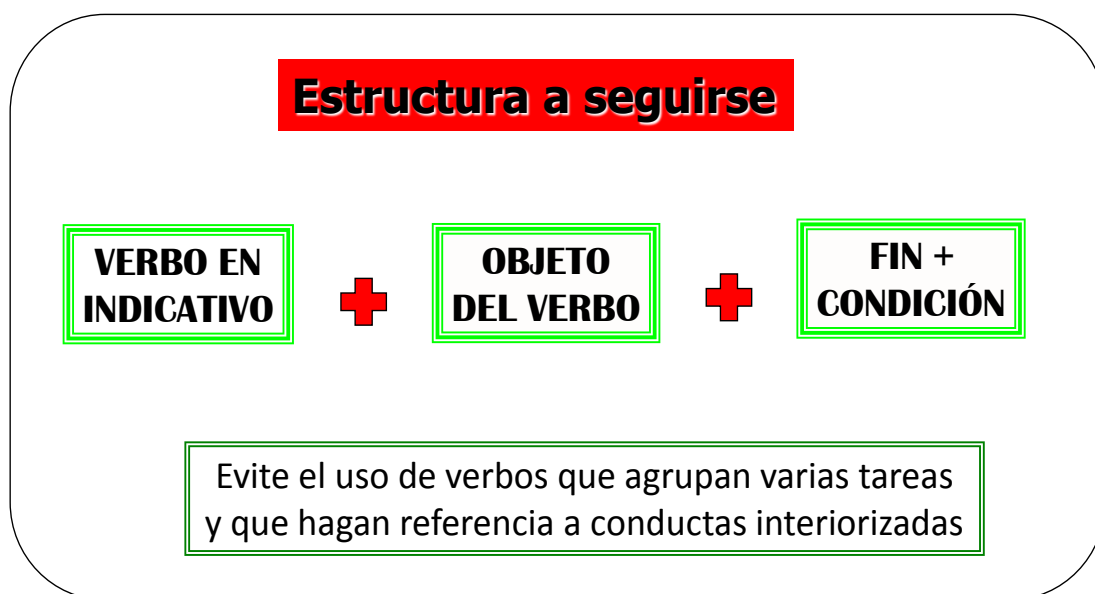 Estructura a seguirse
VERBO EN
INDICATIVO
OBJETO
DEL VERBO
FIN +
CONDICIÓN
Evite el uso de verbos que agrupan varias tareas
y que hagan referencia a conductas interiorizadas